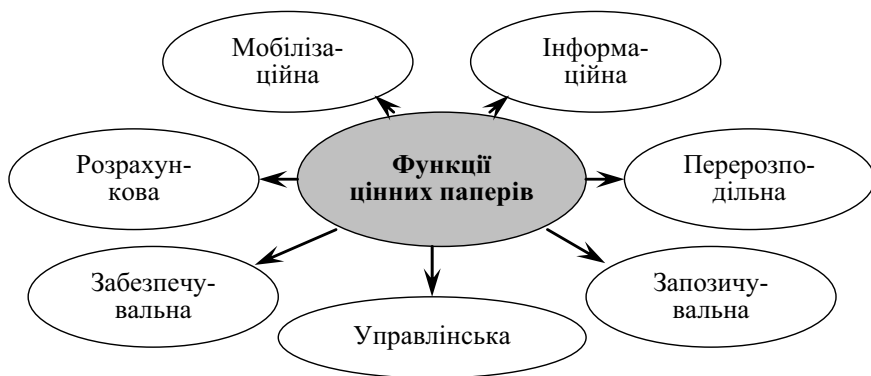 Мобіліза-
ційна
Інформа-
ційна
Розрахун-
кова
Функції
цінних паперів
Перерозпо-
дільна
Забезпечу-
вальна
Управлінська
Запозичу-
вальна